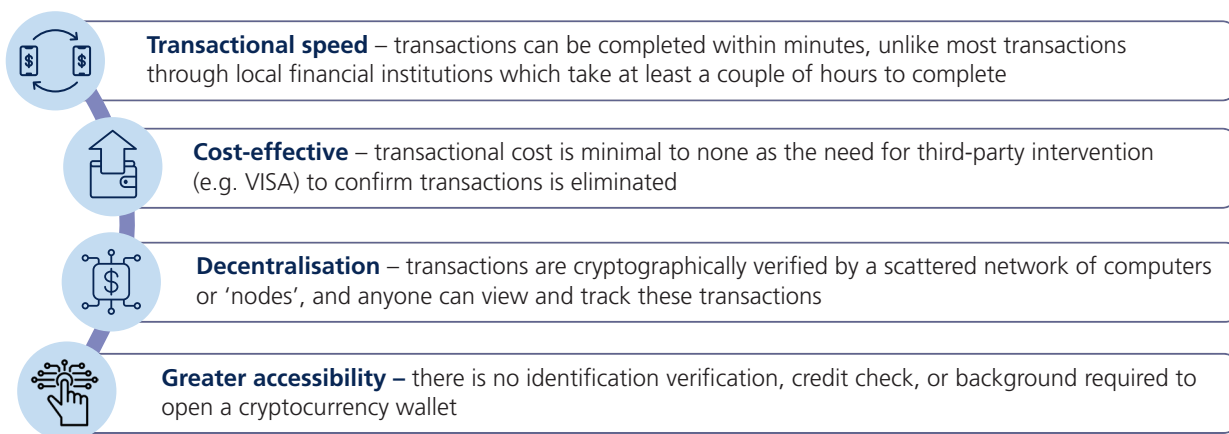 Transactional speed – transactions can be completed within minutes, unlike most transactions
through local financial institutions which take at least a couple of hours to complete
Cost-effective – transactional cost is minimal to none as the need for third-party intervention
(e.g. VISA) to confirm transactions is eliminated
Decentralisation – transactions are cryptographically verified by a scattered network of computers
or ‘nodes’, and anyone can view and track these transactions
Greater accessibility – there is no identification verification, credit check, or background required to
open a cryptocurrency wallet